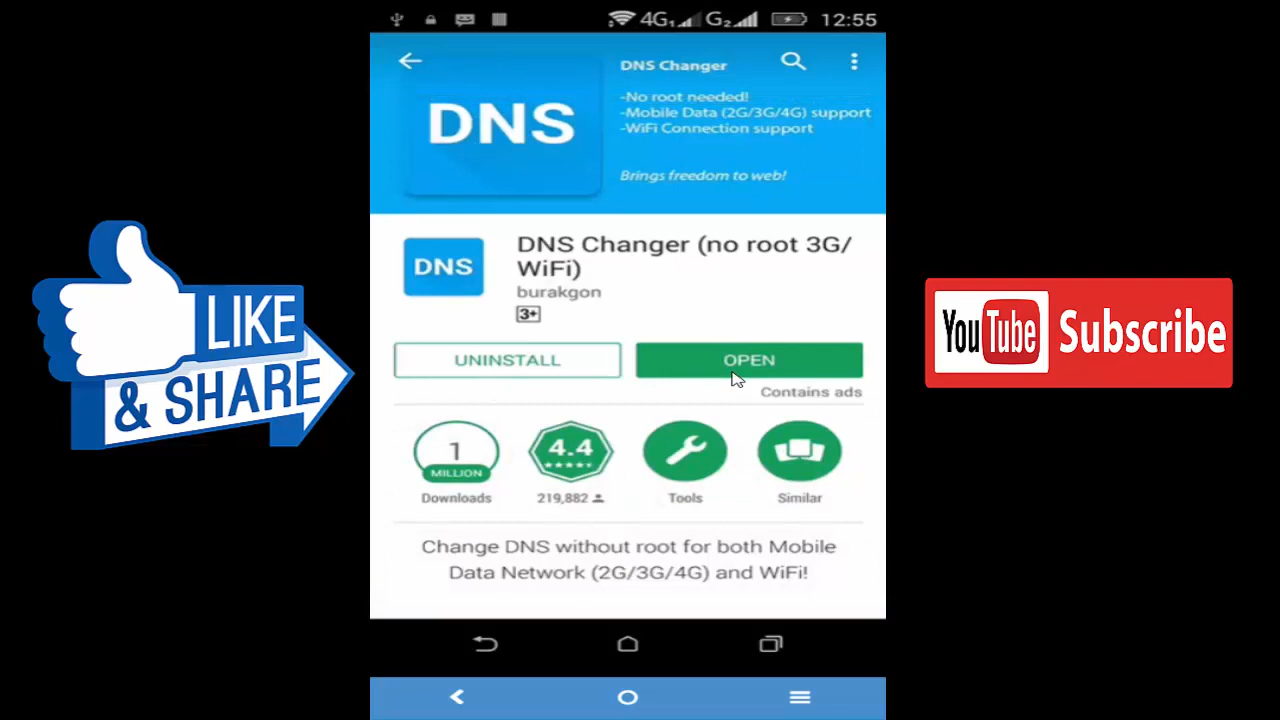 4G1 G2 12:55
DNS Changer
-No root needed!
-Mobile Data (2G/3G/4G) support
-WiFi Connection support
Brings freedom to web!
DNS
DNS
DNS Changer (no root 3G/
WiFi)
burakgon
3+
UNINSTALL OPEN
Contains ads
1
MILLION
Downloads
4.4
219,882
Tools
Similar
Change DNS without root for both Mobile
Data Network (2G/3G/4G) and WiFi!
LIKE
& SHARE
YouTube Subscribe